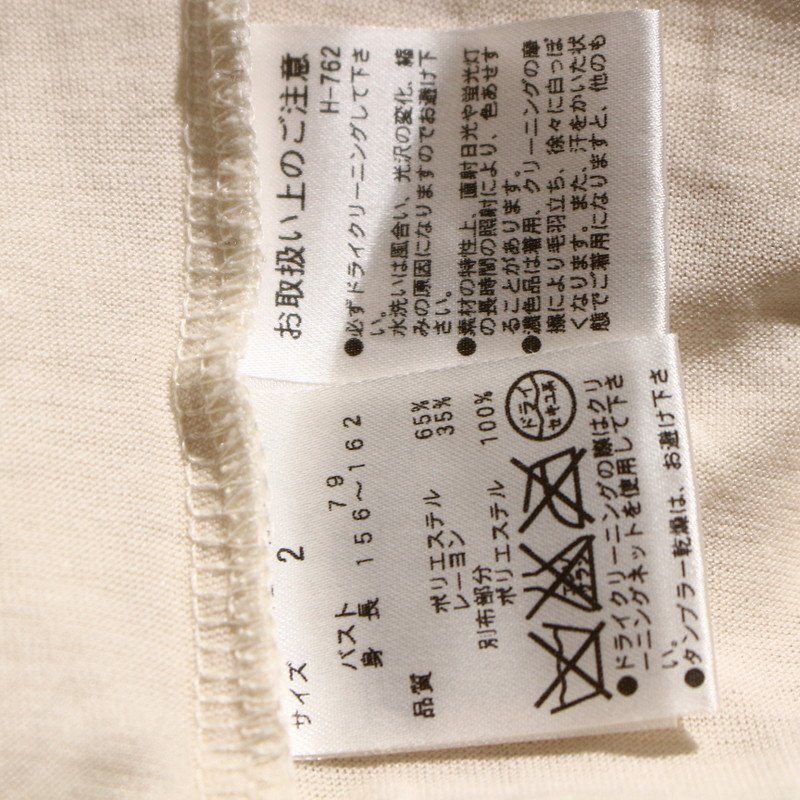 お取扱い上のご注意
H-762
●必ずドライクリーニングして下さ
い。
水洗いは風合い、光沢の変化、縮
みの原因になりますのでお避け下
さい。
●素材の特性上、直射日光や蛍光灯
の長時間の照射により、色あせす
ることがあります。
●濃色品は着用、クリーニングの摩
擦により毛羽立ち、徐々に白っぽ
くなります。また、汗をかいた状
態でご着用になりますと、他のも
サイズ 2
バスト 79
身長 156～162
品質 ポリエステル 65%
レーヨン 35%
別布部分
ポリエステル 100%
ドライ
セキユ系
●ドライクリーニングの際はクリ
ーニングネットを使用して下さ
い。
●タンブラー乾燥は、お避け下さ